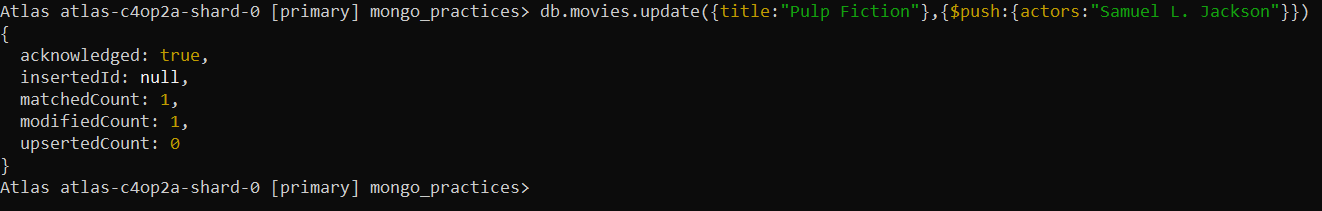 Atlas atlas-c4op2a-shard-0 [primary] mongo_practices> db.movies.update({title:"Pulp Fiction"},{$push:{actors:"Samuel L. Jackson"}})
{
  acknowledged: true,
  insertedId: null,
  matchedCount: 1,
  modifiedCount: 1,
  upsertedCount: 0
}
Atlas atlas-c4op2a-shard-0 [primary] mongo_practices>